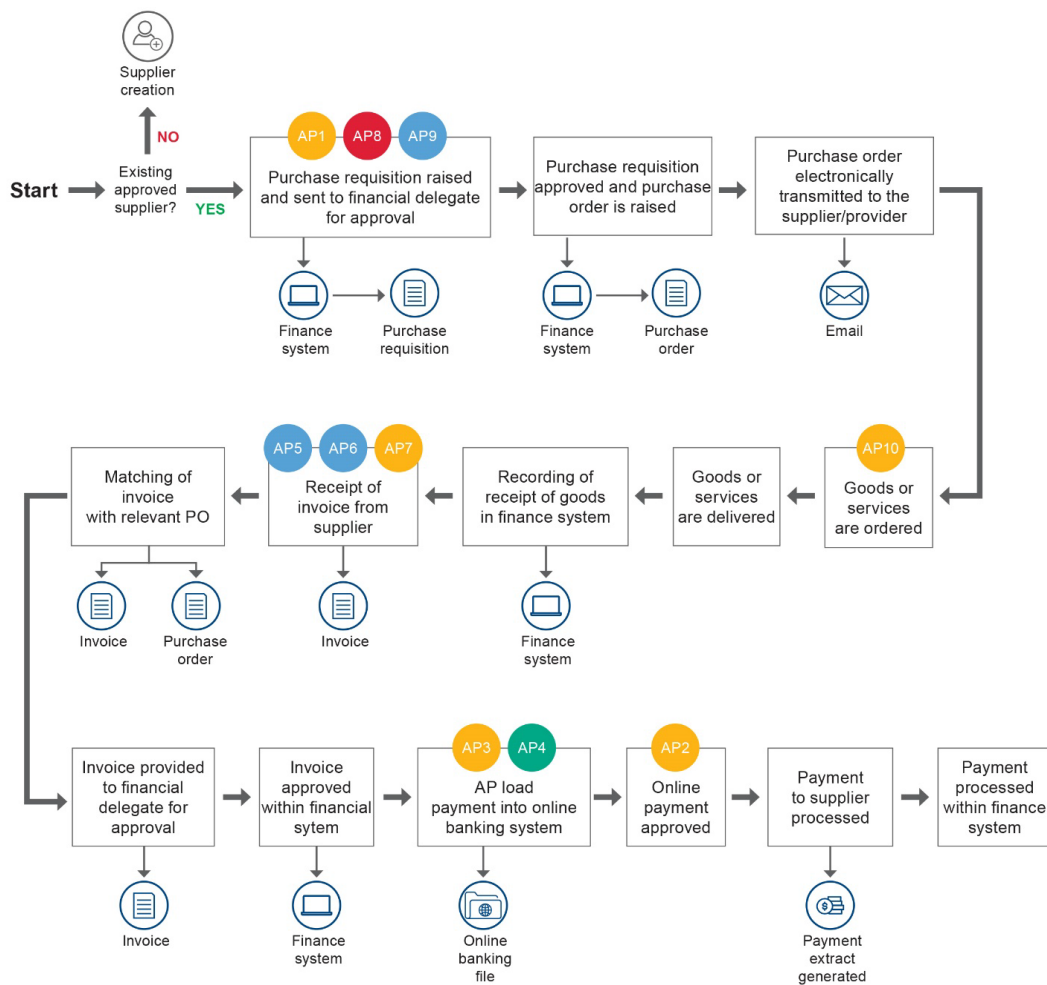 Supplier
creation
NO
Start
Existing
approved
supplier?
YES
AP1
AP8
AP9
Purchase requisition raised
and sent to financial delegate
for approval
Purchase requisition
approved and purchase
order is raised
Purchase order
electronically
transmitted to the
supplier/provider
Finance
system
Purchase
requisition
Finance
system
Purchase
order
Email
Matching of
invoice
with relevant PO
AP5
AP6
AP7
Receipt of
invoice from
supplier
Recording of
receipt of goods
in finance system
Goods or
services
are delivered
AP10
Goods or
services
are ordered
Invoice
Purchase
order
Invoice
Finance
system
Invoice provided
to financial
delegate for
approval
Invoice
approved
within financial
sytem
AP3
AP4
AP load
payment into online
banking system
AP2
Online
payment
approved
Payment
to supplier
processed
Payment
processed
within finance
system
Invoice
Finance
system
Online
banking
file
Payment
extract
generated